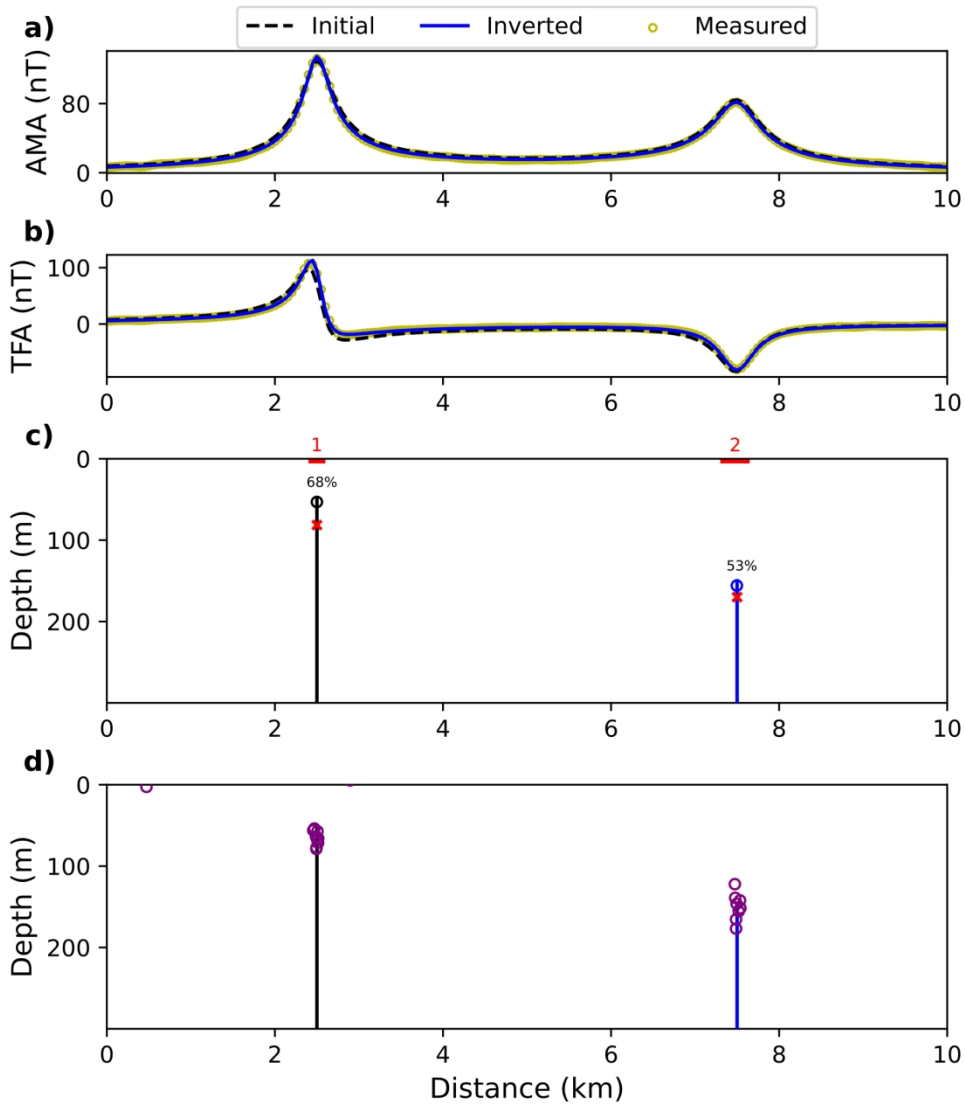 a)
Initial Inverted Measured
AMA (nT)
80
0
0 2 4 6 8 10
b)
TFA (nT)
100
0
0 2 4 6 8 10
c)
1 2
Depth (m)
0
68%
100
53%
200
0 2 4 6 8 10
d)
Depth (m)
0
100
200
0 2 4 6 8 10
Distance (km)